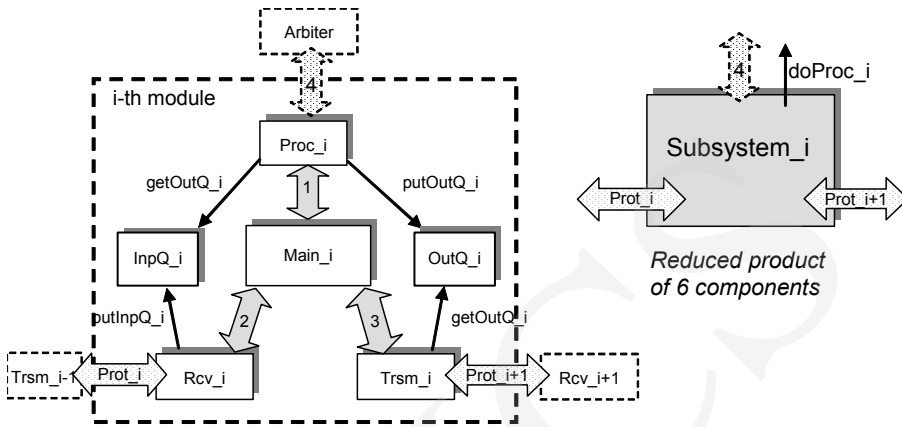 Arbiter
4
i-th module
Proc_i
getOutQ_i
putOutQ_i
1
InpQ_i
Main_i
OutQ_i
putInpQ_i
2
3
getOutQ_i
Trsm_i-1
Prot_i
Rcv_i
Trsm_i
Prot_i+1
Rcv_i+1
4
doProc_i
Subsystem_i
Prot_i
Prot_i+1
Reduced product
of 6 components